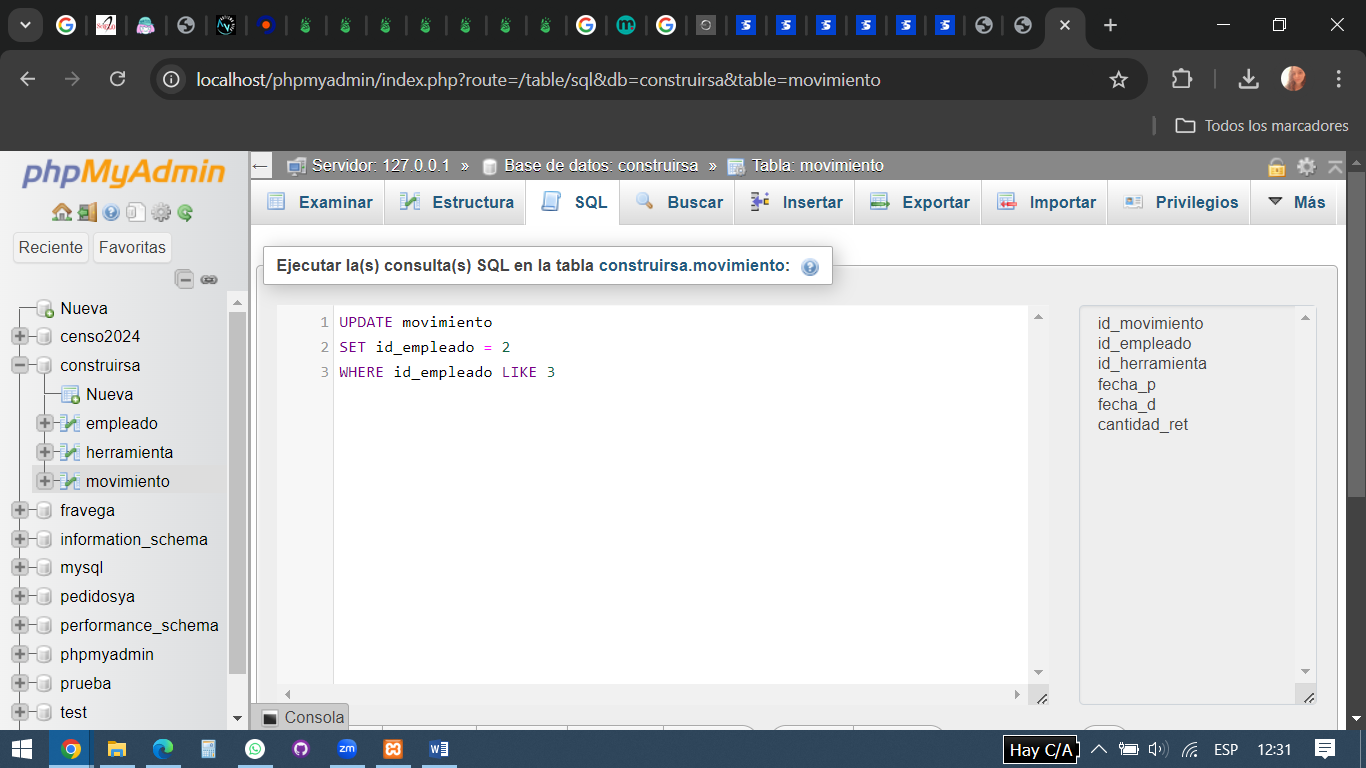 localhost/phpmyadmin/index.php?route=/table/sql&db=construirsa&table=movimiento
Todos los marcadores
phpMyAdmin
Reciente
Favoritas
Nueva
censo2024
construirsa
Nueva
empleado
herramienta
movimiento
fravega
information_schema
mysql
pedidosya
performance_schema
phpmyadmin
prueba
test
Servidor: 127.0.0.1 » Base de datos: construirsa » Tabla: movimiento
Examinar Estructura SQL Buscar Insertar Exportar Importar Privilegios Más
Ejecutar la(s) consulta(s) SQL en la tabla construirsa.movimiento:
1 UPDATE movimiento
2 SET id_empleado = 2
3 WHERE id_empleado LIKE 3
id_movimiento
id_empleado
id_herramienta
fecha_p
fecha_d
cantidad_ret
Consola
zm
Hay C/A
ESP
12:31